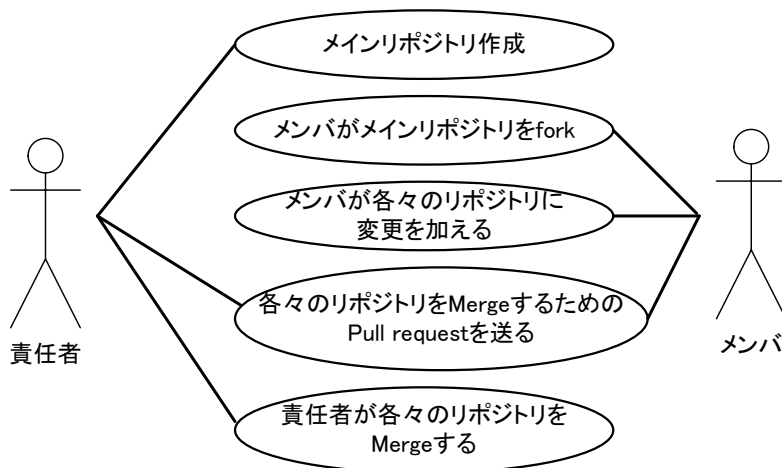 メインリポジトリ作成
メンバがメインリポジトリをfork
メンバが各々のリポジトリに
変更を加える
各々のリポジトリをMergeするための
Pull requestを送る
責任者
メンバ
責任者が各々のリポジトリを
Mergeする